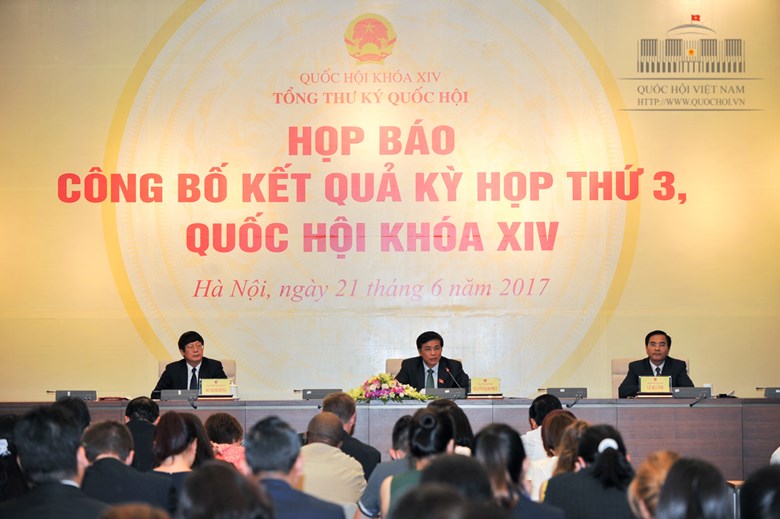 QUỐC HỘI KHÓA XIV
TỔNG THƯ KÝ QUỐC HỘI
HỌP BÁO
CÔNG BỐ KẾT QUẢ KỲ HỌP THỨ 3,
QUỐC HỘI KHÓA XIV
Hà Nội, ngày 21 tháng 6 năm 2017
QUỐC HỘI VIỆT NAM
HTTP://WWW.QUOCHOI.VN